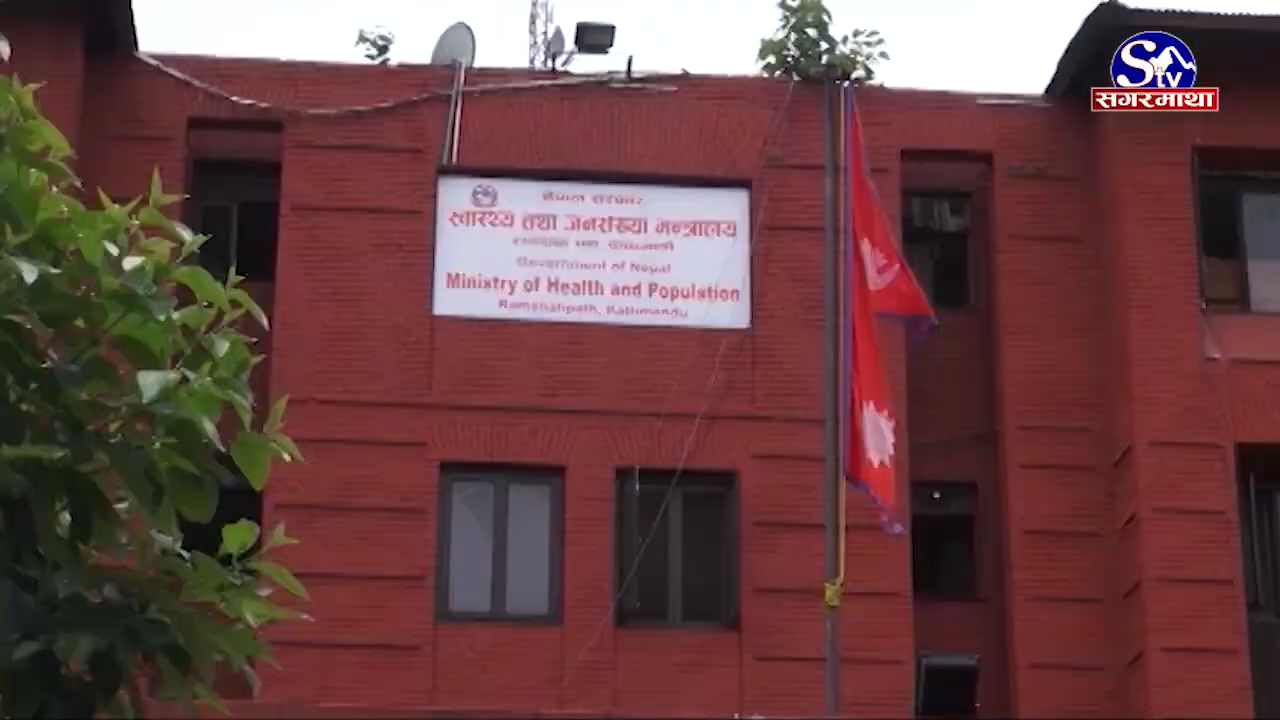 नेपाल सरकार
स्वास्थ्य तथा जनसंख्या मन्त्रालय
Government of Nepal
Ministry of Health and Population
Ramshahpath, Kathmandu
S tv
सगरमाथा